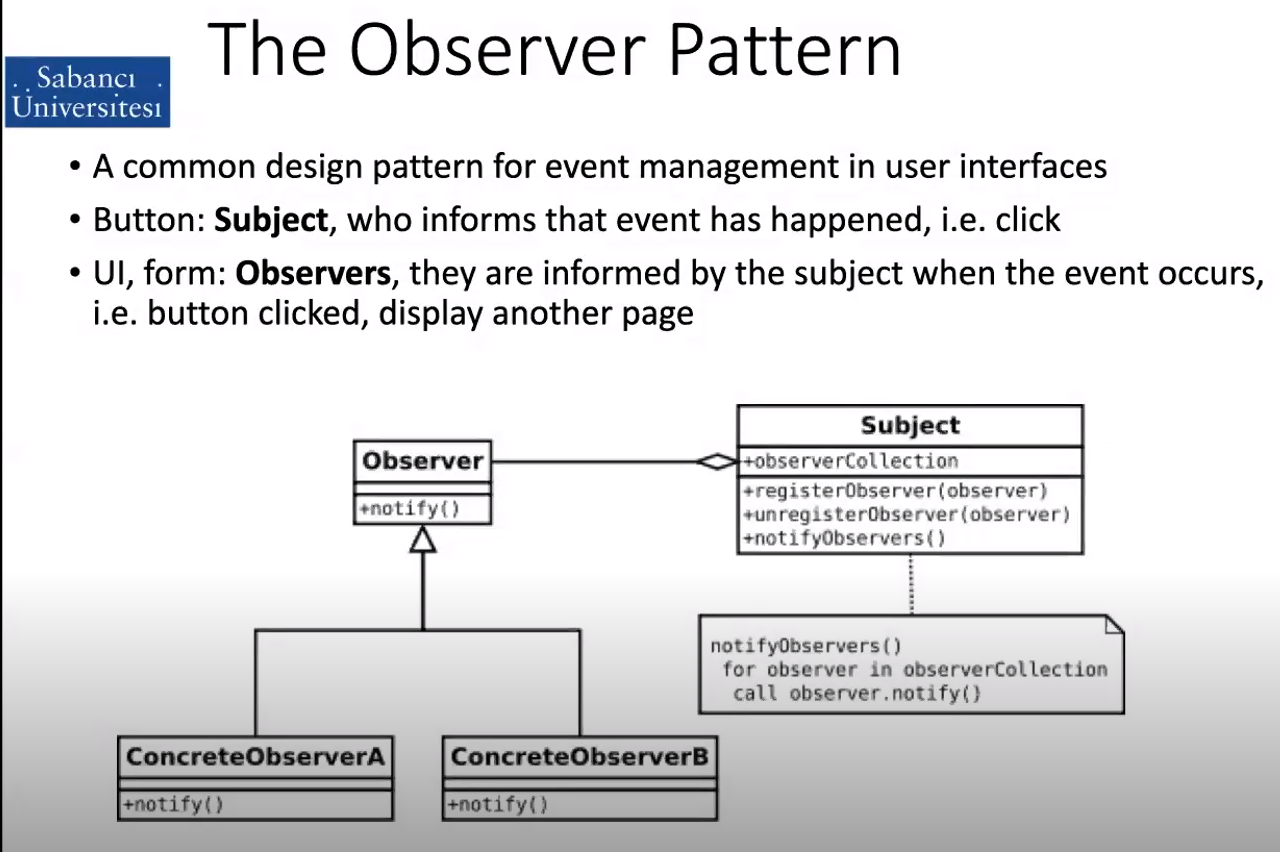 The Observer Pattern
Sabancı
Üniversitesi
• A common design pattern for event management in user interfaces
• Button: Subject, who informs that event has happened, i.e. click
• UI, form: Observers, they are informed by the subject when the event occurs,
i.e. button clicked, display another page
Observer
+notify()
Subject
+observerCollection
+registerObserver(observer)
+unregisterObserver(observer)
+notifyObservers()
notifyObservers()
for observer in observerCollection
call observer.notify()
ConcreteObserverA
+notify()
ConcreteObserverB
+notify()